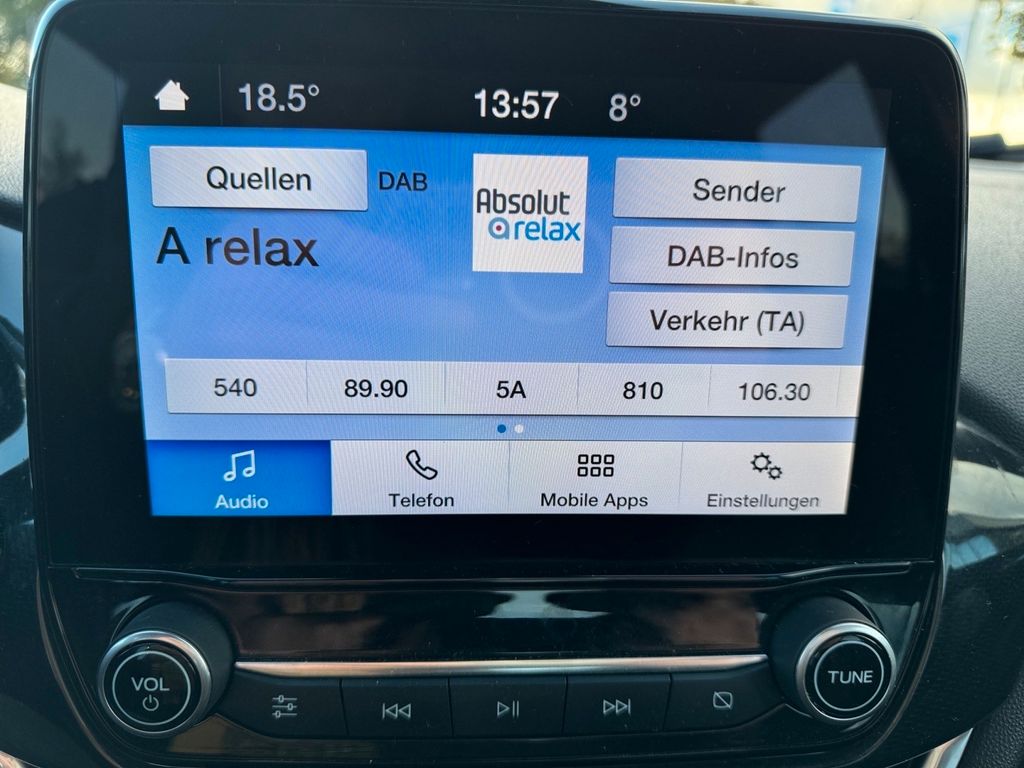 18.5° 13:57 8°
Quellen DAB
Absolut
relax
Sender
A relax
DAB-Infos
Verkehr (TA)
540 89.90 5A 810 106.30
Audio Telefon Mobile Apps Einstellungen
VOL
TUNE